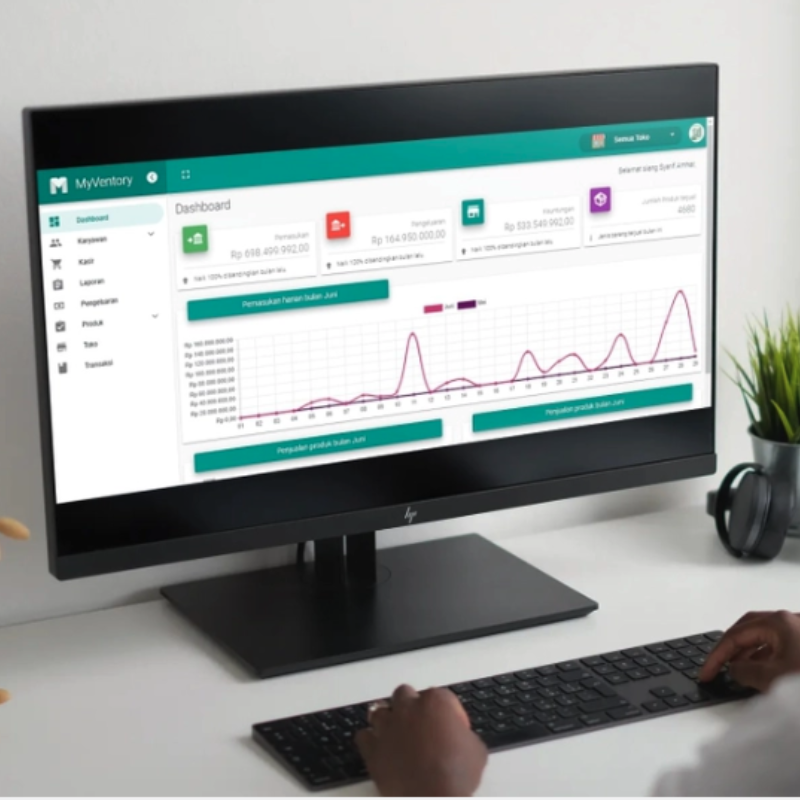 MyVentory
Semua Toko
Selamat siang Syarif Ahmad,
Dashboard
Dashboard
Karyawan
Kasir
Laporan
Pengeluaran
Produk
Toko
Transaksi
Pemasukan
Rp 698.499.992,00
Naik 100% dibandingkan bulan lalu
Pengeluaran
Rp 164.950.000,00
Naik 100% dibandingkan bulan lalu
Keuntungan
Rp 533.549.992,00
Naik 100% dibandingkan bulan lalu
Jumlah Produk terjual
4680
Jenis barang terjual bulan ini
Pemasukan harian bulan Juni
Juni
Mei
Rp 160.000.000,00
Rp 140.000.000,00
Rp 120.000.000,00
Rp 100.000.000,00
Rp 80.000.000,00
Rp 60.000.000,00
Rp 40.000.000,00
Rp 20.000.000,00
Rp 0,00
01 02 03 04 05 06 07 08 09 10 11 12 13 14 15 16 17 18 19 20 21 22 23 24 25 26 27 28 29
Penjualan produk bulan Juni
Penjualan produk bulan Juni
hp